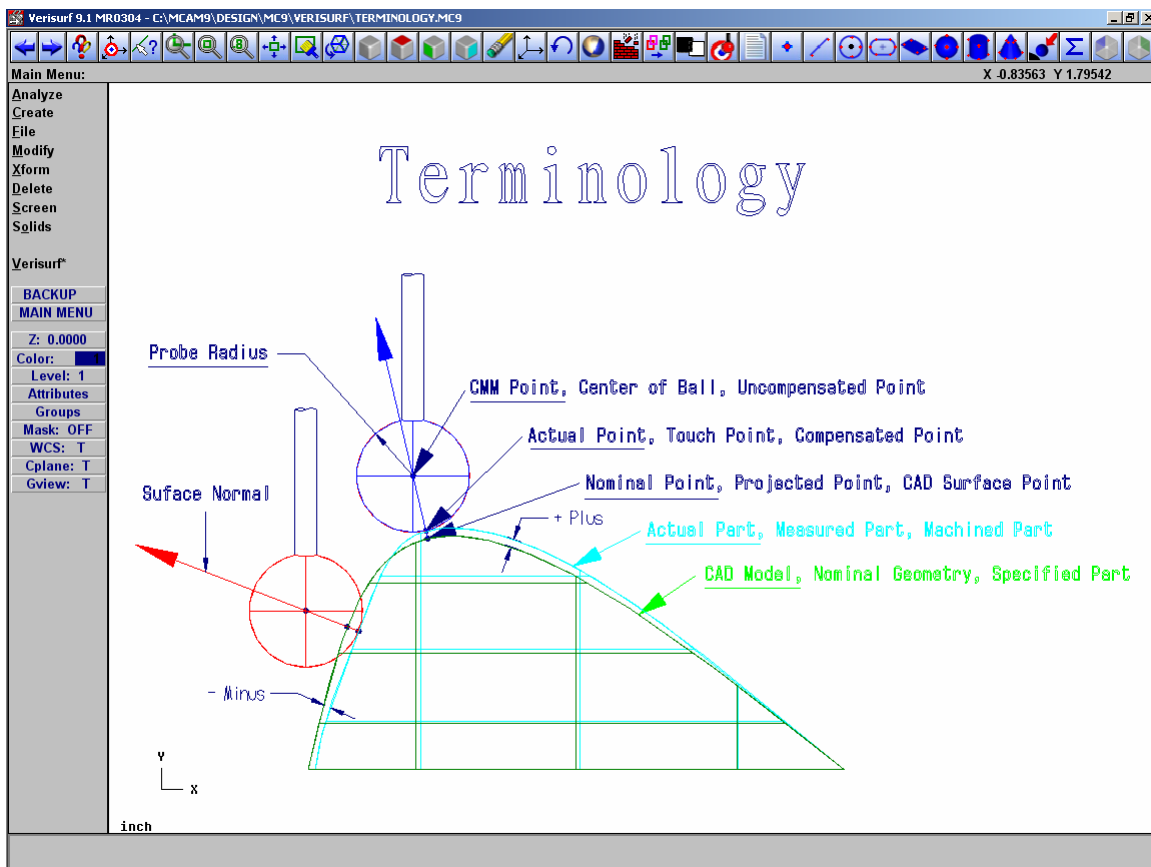 Verisurf 9.1 MR0304 - C:\MCAM9\DESIGN\MC9\VERISURF\TERMINOLOGY.MC9
Main Menu:
X -0.83563 Y 1.79542
Analyze
Create
File
Modify
Xform
Delete
Screen
Solids
Verisurf*
BACKUP
MAIN MENU
Z: 0.0000
Color: 1
Level: 1
Attributes
Groups
Mask: OFF
WCS: T
Cplane: T
Gview: T
Terminology
Probe Radius
CMM Point, Center of Ball, Uncompensated Point
Actual Point, Touch Point, Compensated Point
Nominal Point, Projected Point, CAD Surface Point
Suface Normal
+ Plus
Actual Part, Measured Part, Machined Part
CAD Model, Nominal Geometry, Specified Part
- Minus
Y
X
inch